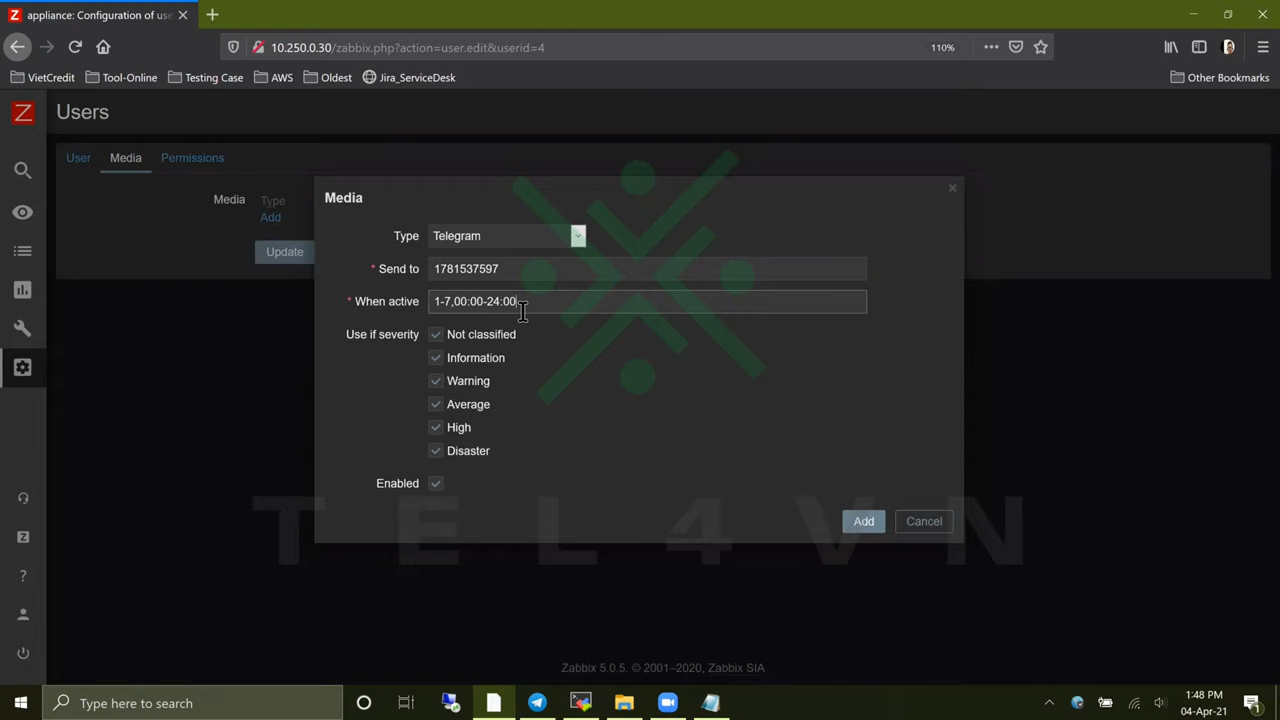 Z appliance: Configuration of use
10.250.0.30/zabbix.php?action=user.edit&userid=4
110%
VietCredit
Tool-Online
Testing Case
AWS
Oldest
Jira_ServiceDesk
Other Bookmarks
Z
Users
User
Media
Permissions
Media
Type
Add
Update
Media
Type
Telegram
* Send to
1781537597
* When active
1-7,00:00-24:00
Use if severity
Not classified
Information
Warning
Average
High
Disaster
Enabled
Add
Cancel
TEL4VN
Z
?
Zabbix 5.0.5. © 2001–2020, Zabbix SIA
Type here to search
1:48 PM
04-Apr-21
1